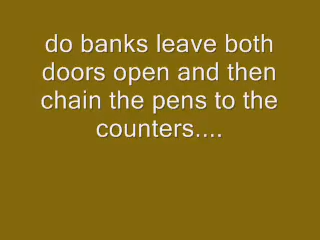 do banks leave both
doors open and then
chain the pens to the
counters....